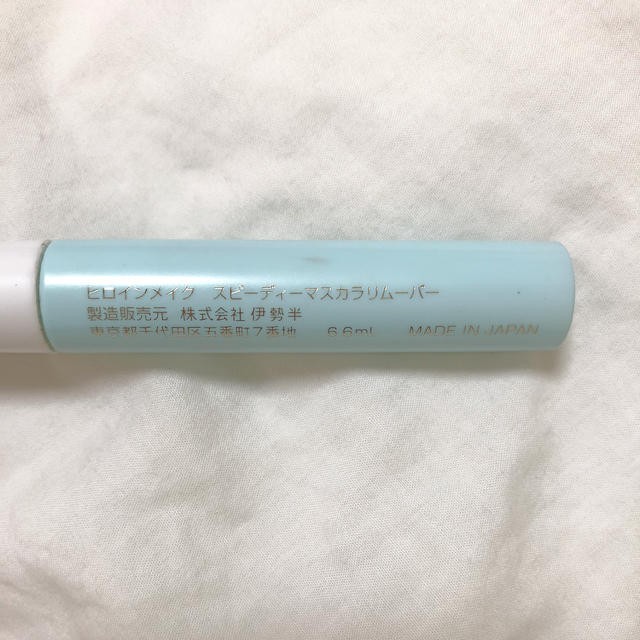 ヒロインメイク スピーディーマスカラリムーバー
製造販売元 株式会社 伊勢半
東京都千代田区五番町7番地 6.6mL MADE IN JAPAN